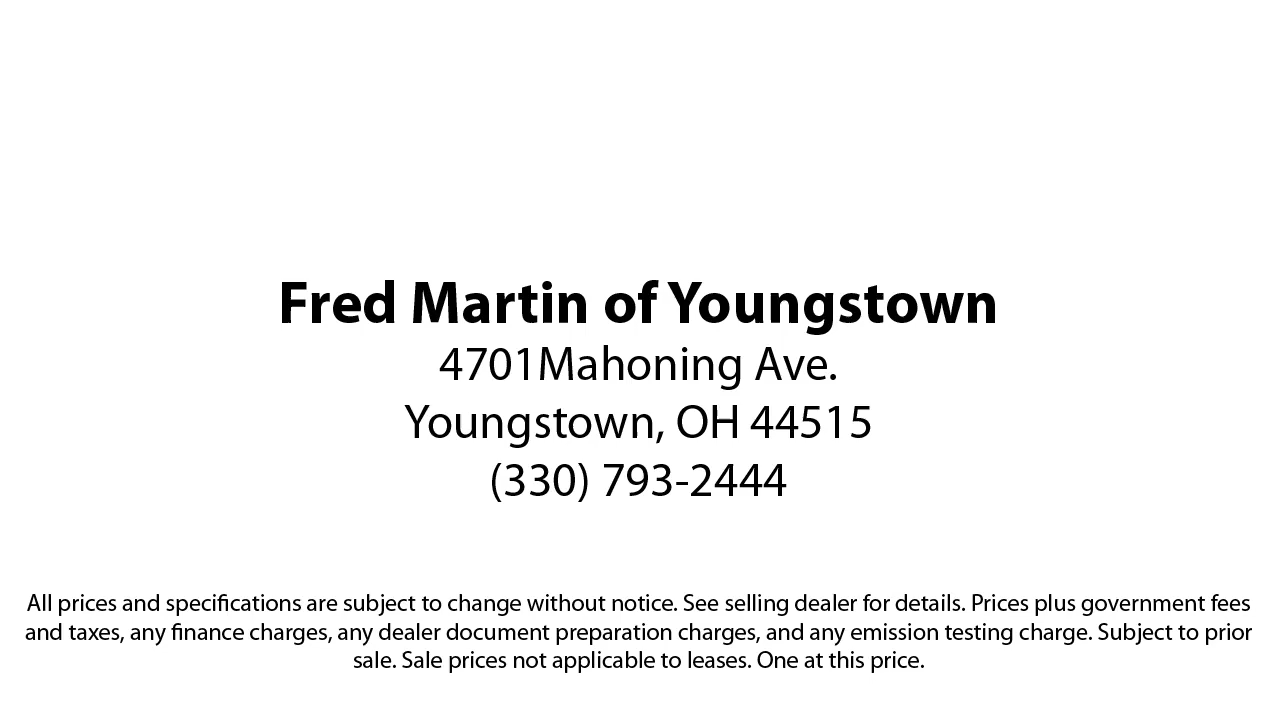 Fred Martin of Youngstown
4701Mahoning Ave.
Youngstown, OH 44515
(330) 793-2444
All prices and specifications are subject to change without notice. See selling dealer for details. Prices plus government fees
and taxes, any finance charges, any dealer document preparation charges, and any emission testing charge. Subject to prior
sale. Sale prices not applicable to leases. One at this price.